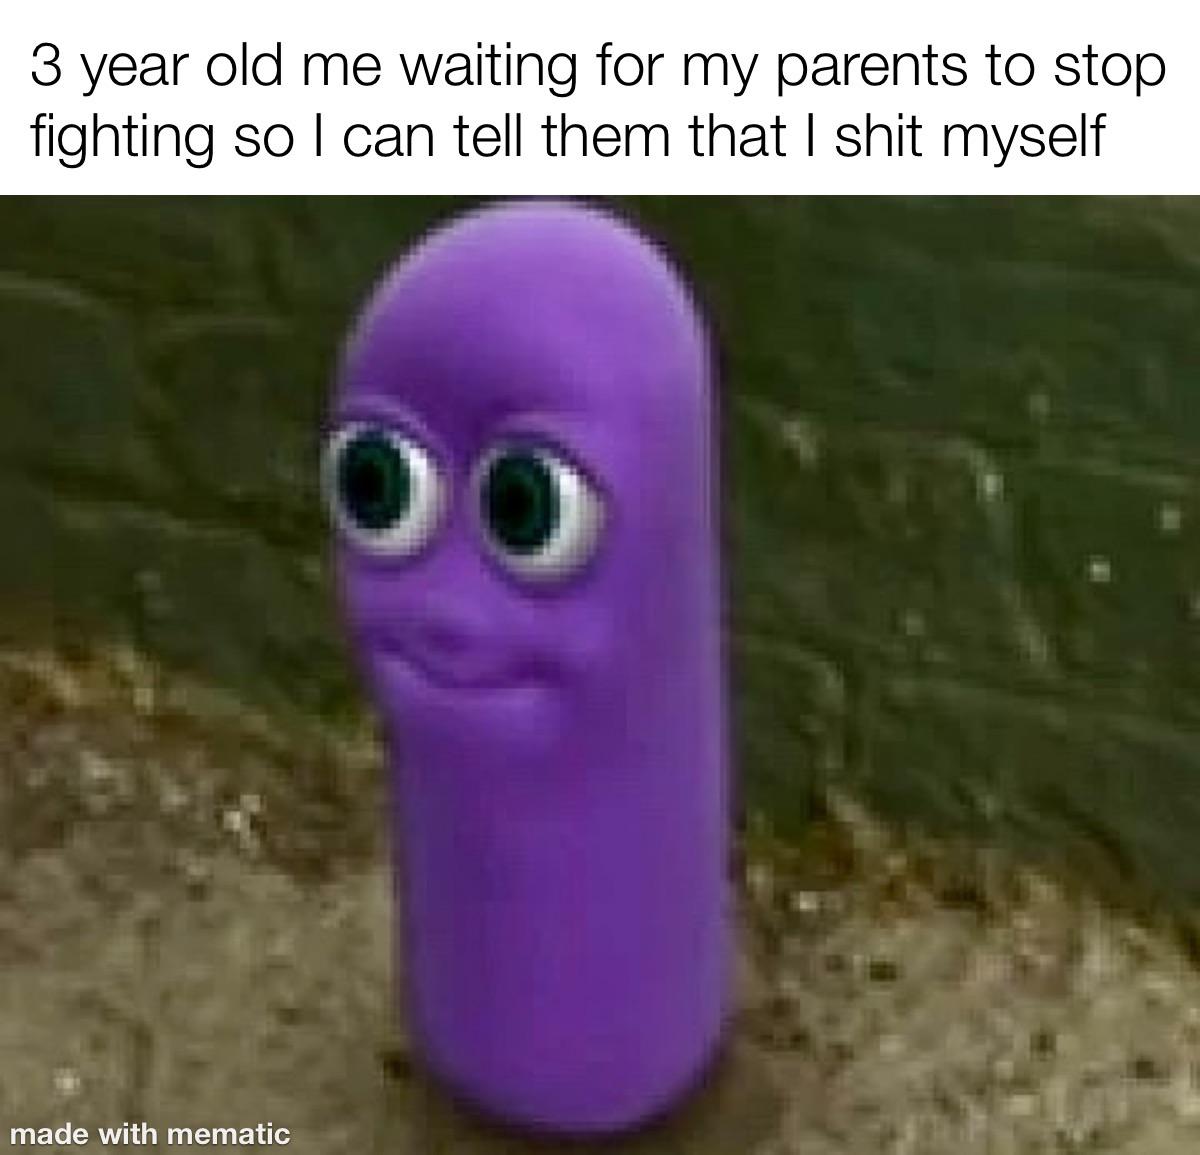 3 year old me waiting for my parents to stop
fighting so I can tell them that I shit myself
made with mematic